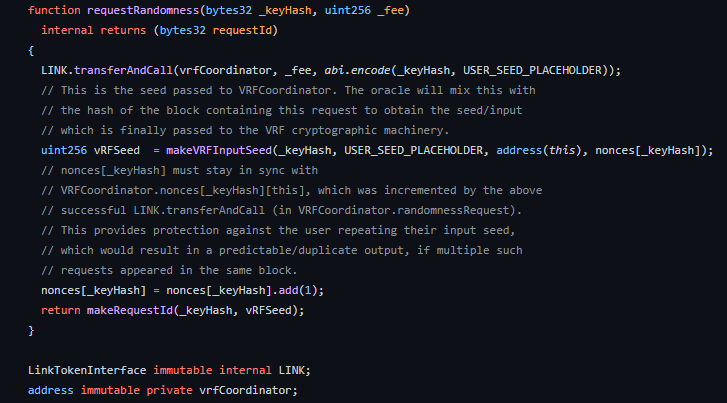 function requestRandomness(bytes32 _keyHash, uint256 _fee)
internal returns (bytes32 requestId)
{
LINK.transferAndCall(vrfCoordinator, _fee, abi.encode(_keyHash, USER_SEED_PLACEHOLDER));
// This is the seed passed to VRFCoordinator. The oracle will mix this with
// the hash of the block containing this request to obtain the seed/input
// which is finally passed to the VRF cryptographic machinery.
uint256 vRFSeed  = makeVRFInputSeed(_keyHash, USER_SEED_PLACEHOLDER, address(this), nonces[_keyHash]);
// nonces[_keyHash] must stay in sync with
// VRFCoordinator.nonces[_keyHash][this], which was incremented by the above
// successful LINK.transferAndCall (in VRFCoordinator.randomnessRequest).
// This provides protection against the user repeating their input seed,
// which would result in a predictable/duplicate output, if multiple such
// requests appeared in the same block.
nonces[_keyHash] = nonces[_keyHash].add(1);
return makeRequestId(_keyHash, vRFSeed);
}
LinkTokenInterface immutable internal LINK;
address immutable private vrfCoordinator;